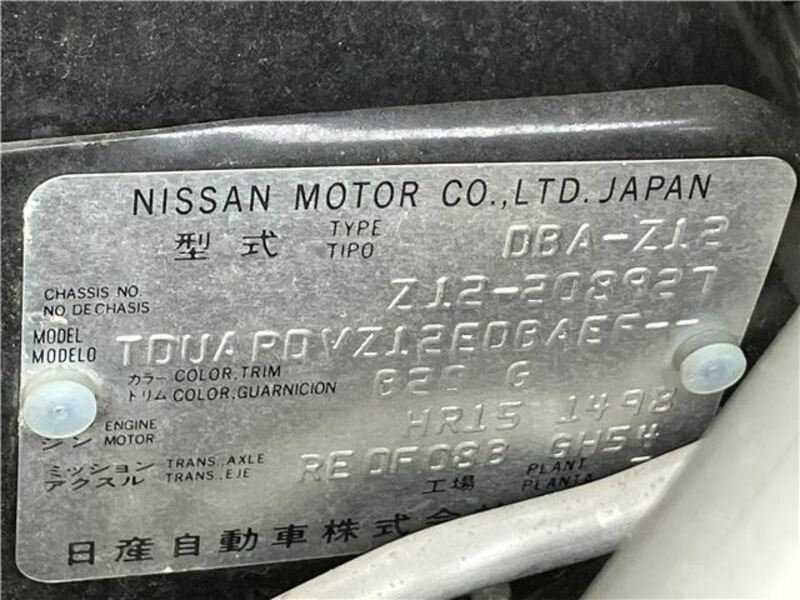 NISSAN MOTOR CO.,LTD. JAPAN
型式 TYPE TIPO DBA-Z12
CHASSIS NO. NO. DE CHASIS Z12-208927
MODEL MODELO TDUARDYZ12EDBAEF--
カラー トリム COLOR,TRIM COLOR,GUARNICION G
ENGINE MOTOR HR15 1498
ミッション アクスル TRANS.,AXLE TRANS.,EJE RE0F08B GH54
工場 PLANT PLANTA
日産自動車株式会